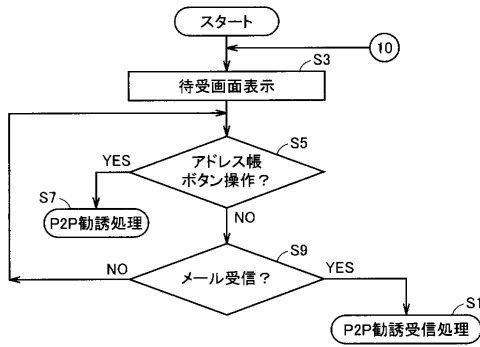 スタート
10
S3
待受画面表示
S5
アドレス帳
ボタン操作?
YES
S7
P2P勧誘処理
NO
S9
メール受信?
NO
YES
P2P勧誘受信処理